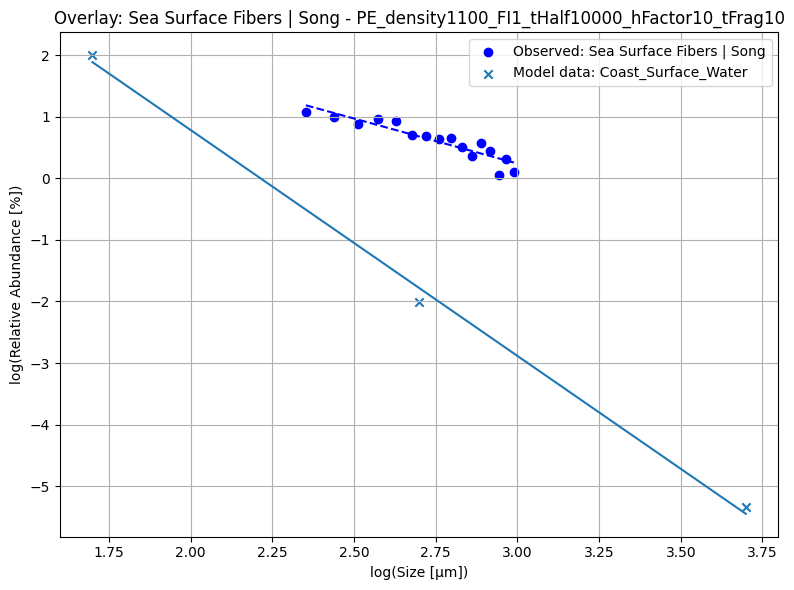 Overlay: Sea Surface Fibers | Song - PE_density1100_FI1_tHalf10000_hFactor10_tFrag10
Observed: Sea Surface Fibers | Song
Model data: Coast_Surface_Water
log(Relative Abundance [%])
2
1
0
−1
−2
−3
−4
−5
1.75 2.00 2.25 2.50 2.75 3.00 3.25 3.50 3.75
log(Size [µm])